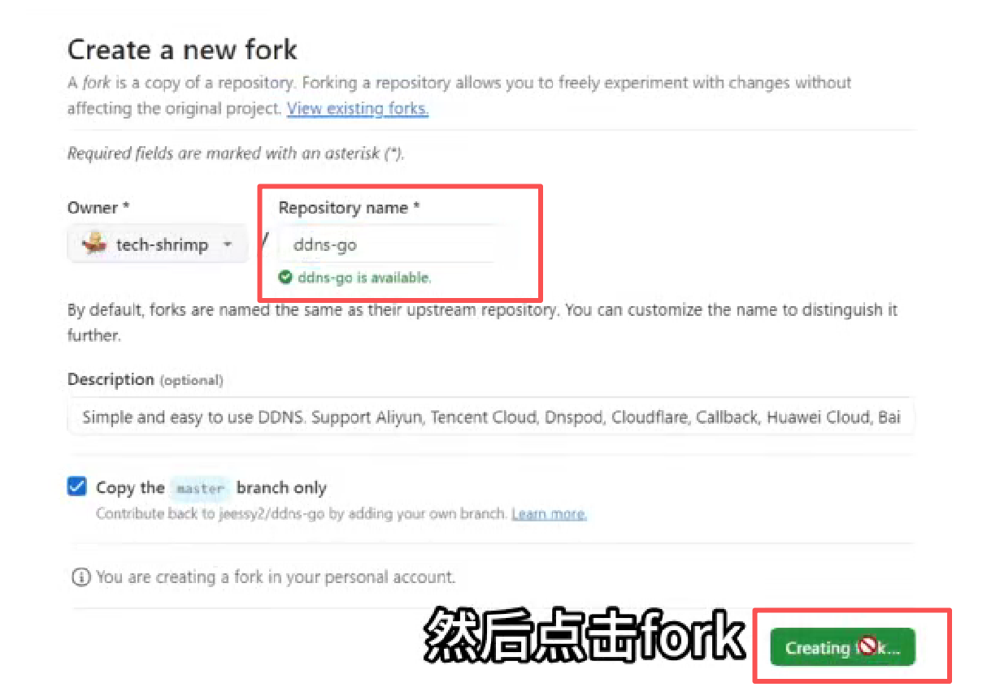 Create a new fork
A fork is a copy of a repository. Forking a repository allows you to freely experiment with changes without
affecting the original project. View existing forks.
Required fields are marked with an asterisk (*).
Owner *
Repository name *
tech-shrimp
/
ddns-go
ddns-go is available.
By default, forks are named the same as their upstream repository. You can customize the name to distinguish it
further.
Description (optional)
Simple and easy to use DDNS. Support Aliyun, Tencent Cloud, Dnspod, Cloudflare, Callback, Huawei Cloud, Bai
Copy the master branch only
Contribute back to jeessy2/ddns-go by adding your own branch. Learn more.
You are creating a fork in your personal account.
然后点击fork
Creating